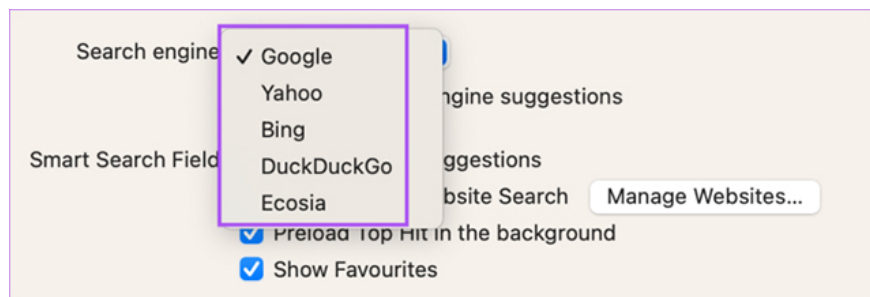 Search engine ✓ Google
Yahoo
ngine suggestions
Bing
Smart Search Field DuckDuckGo ggestions
Ecosia bsite Search Manage Websites...
Preload Top Hit in the background
Show Favourites